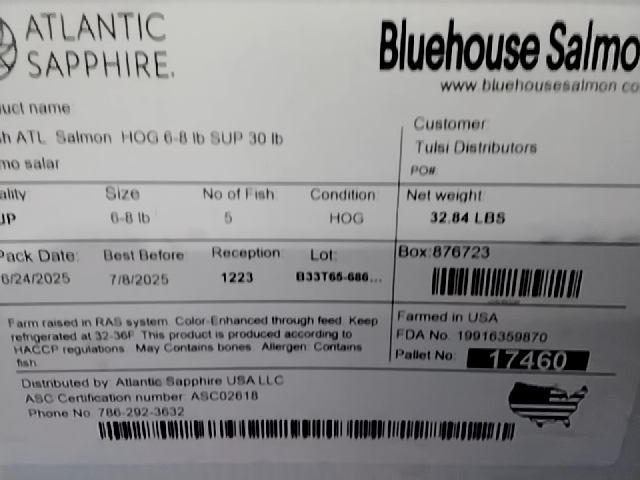 ATLANTIC
SAPPHIRE.
Bluehouse Salmo
www.bluehousesalmon.co
uct name
h ATL Salmon HOG 6-8 lb SUP 30 lb
mo salar
Customer:
Tulsi Distributors
PO#:
ality: Size No of Fish: Condition:
UP 6-8 lb 5 HOG
Net weight:
32.84 LBS
Pack Date: Best Before: Reception: Lot:
6/24/2025 7/8/2025 1223 B33T65-686...
Box:876723
Farm raised in RAS system. Color-Enhanced through feed. Keep
refrigerated at 32-36F This product is produced according to
HACCP regulations. May Contains bones. Allergen: Contains
fish.
Farmed in USA
FDA No. 19916359870
Pallet No: 17460
Distributed by: Atlantic Sapphire USA LLC
ASC Certification number: ASC02618
Phone No: 786-292-3632